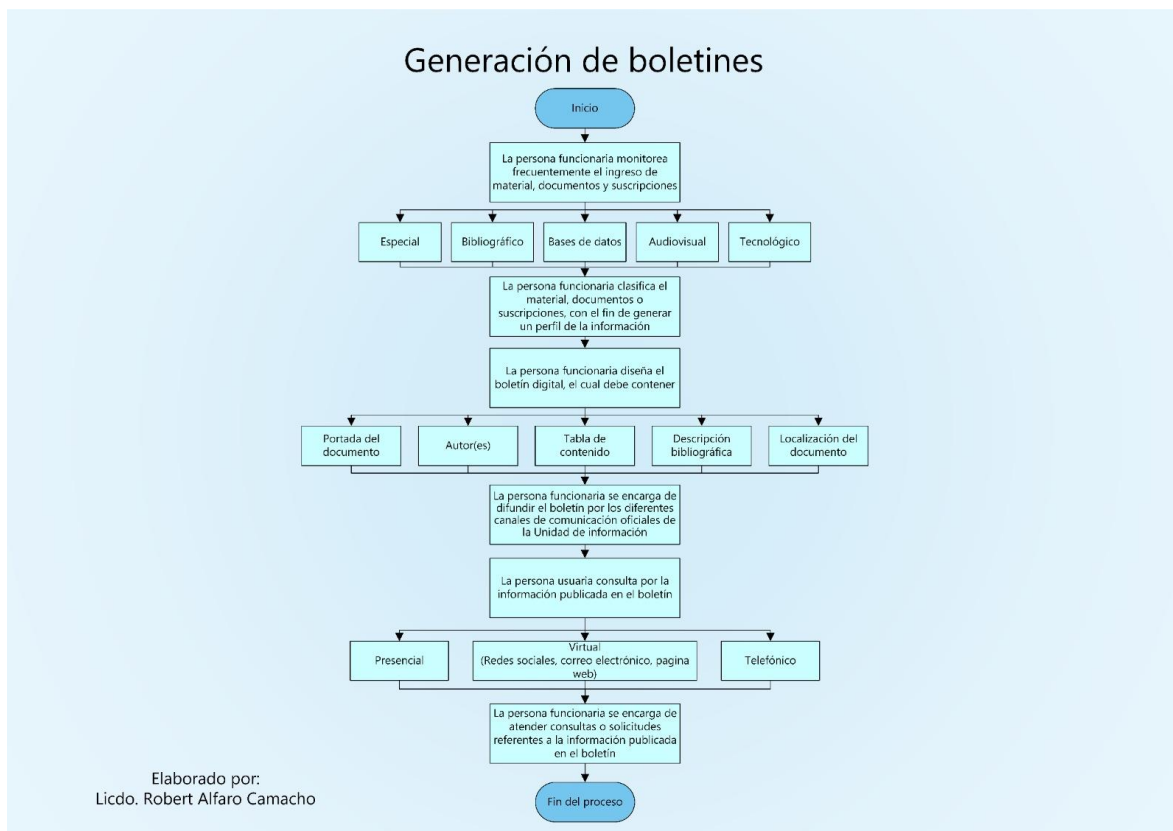 Generación de boletines
Inicio
La persona funcionaria monitorea
frecuentemente el ingreso de
material, documentos y suscripciones
Especial
Bibliográfico
Bases de datos
Audiovisual
Tecnológico
La persona funcionaria clasifica el
material, documentos o
suscripciones, con el fin de generar
un perfil de la información
La persona funcionaria diseña el
boletín digital, el cual debe contener
Portada del
documento
Autor(es)
Tabla de
contenido
Descripción
bibliográfica
Localización del
documento
La persona funcionaria se encarga de
difundir el boletín por los diferentes
canales de comunicación oficiales de
la Unidad de información
La persona usuaria consulta por la
información publicada en el boletín
Presencial
Virtual
(Redes sociales, correo electrónico, pagina
web)
Telefónico
La persona funcionaria se encarga de
atender consultas o solicitudes
referentes a la información publicada
en el boletín
Fin del proceso
Elaborado por:
Licdo. Robert Alfaro Camacho